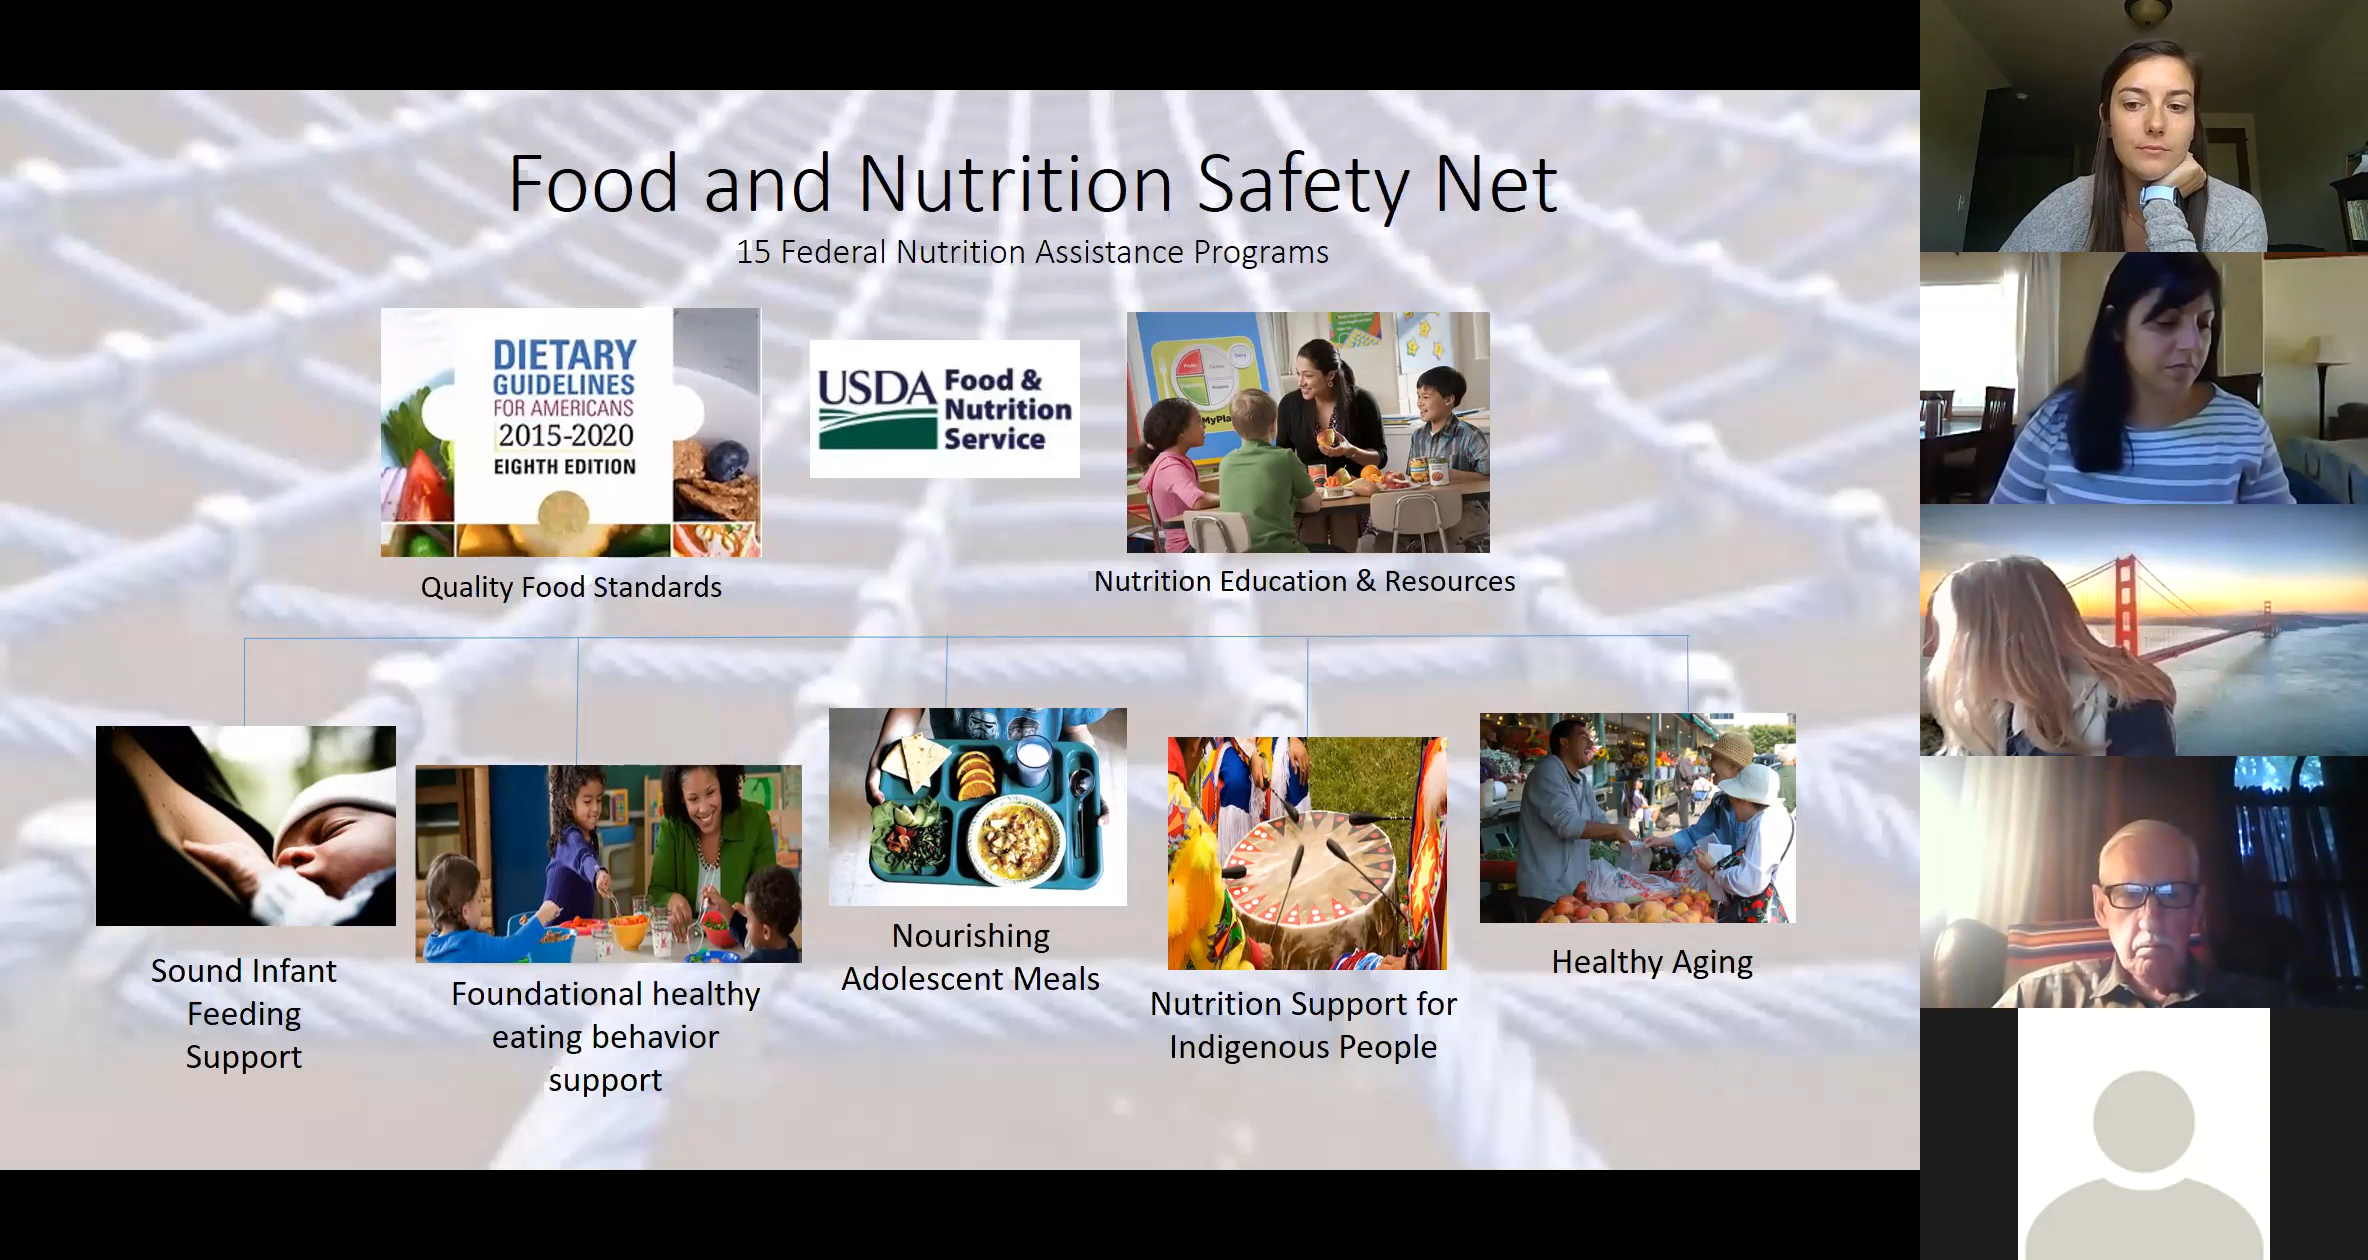 Food and Nutrition Safety Net
15 Federal Nutrition Assistance Programs
DIETARY
GUIDELINES
FOR AMERICANS
2015-2020
EIGHTH EDITION
USDA Food &
Nutrition
Service
Quality Food Standards
Nutrition Education & Resources
Sound Infant
Feeding
Support
Foundational healthy
eating behavior
support
Nourishing
Adolescent Meals
Nutrition Support for
Indigenous People
Healthy Aging